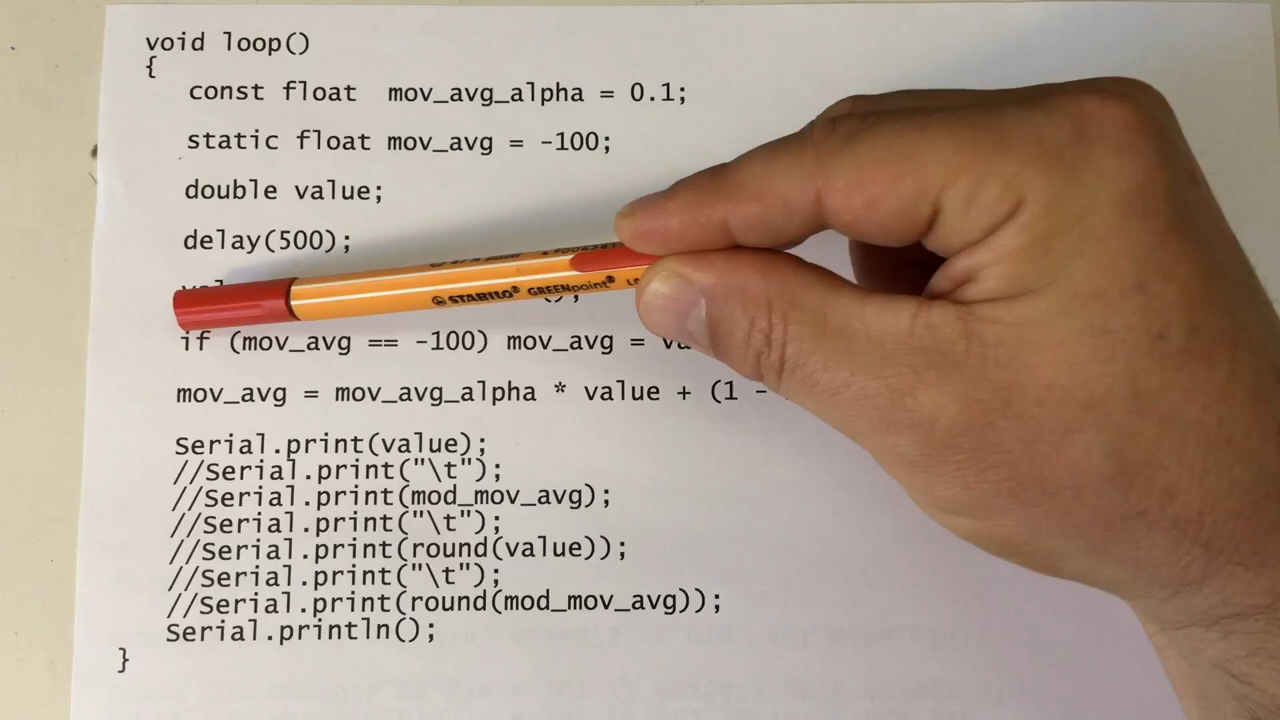 void loop()
{
const float mov_avg_alpha = 0.1;
static float mov_avg = -100;
double value;
delay(500);
STABILO® GREENpoint®
();
if (mov_avg == -100) mov_avg =
mov_avg = mov_avg_alpha * value + (1 -
Serial.print(value);
//Serial.print("\t");
//Serial.print(mod_mov_avg);
//Serial.print("\t");
//Serial.print(round(value));
//Serial.print("\t");
//Serial.print(round(mod_mov_avg));
Serial.println();
}